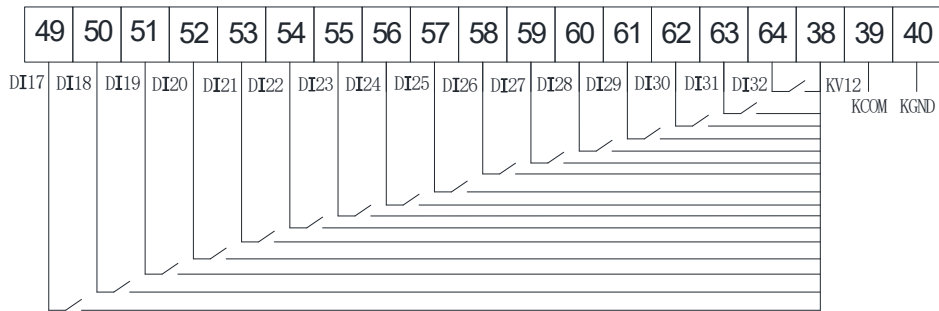 49 50 51 52 53 54 55 56 57 58 59 60 61 62 63 64 38 39 40
DI17 DI18 DI19 DI20 DI21 DI22 DI23 DI24 DI25 DI26 DI27 DI28 DI29 DI30 DI31 DI32 KV12
KCOM KGND